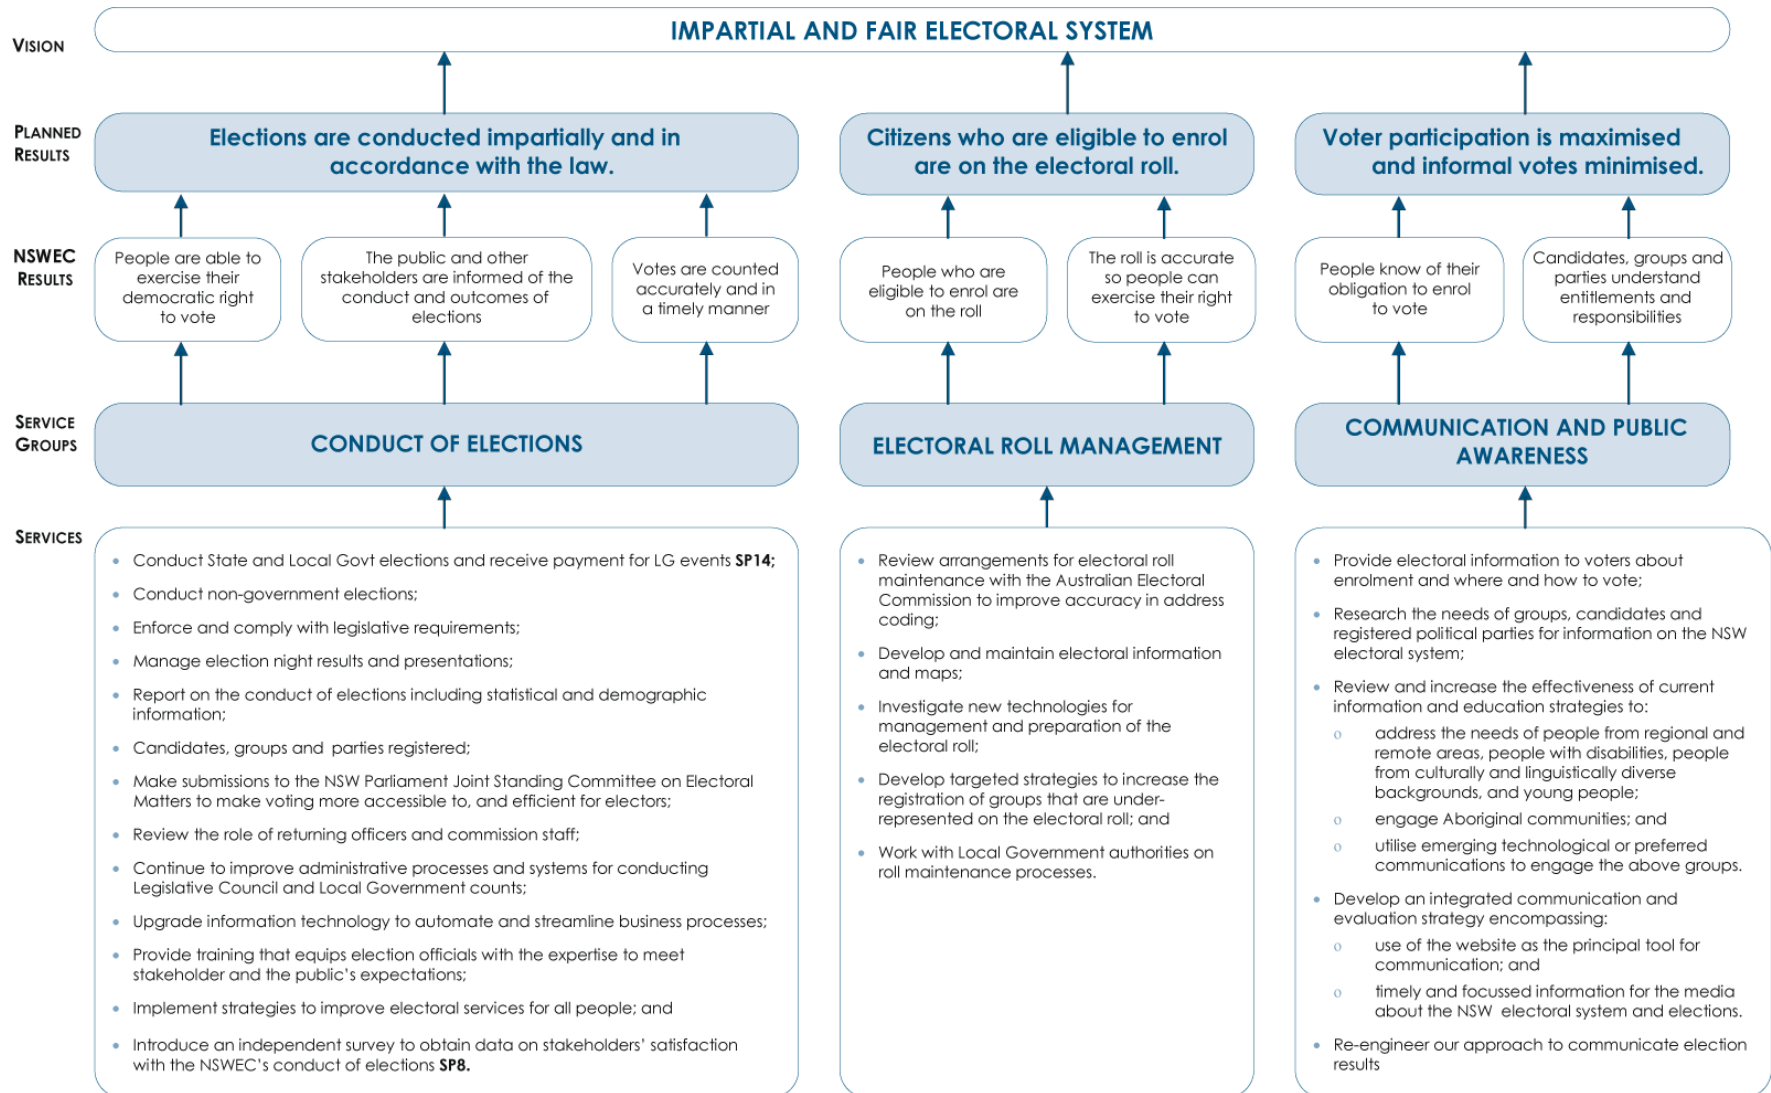 IMPARTIAL AND FAIR ELECTORAL SYSTEM
VISION
PLANNED
RESULTS
Elections are conducted impartially and in
accordance with the law.
Citizens who are eligible to enrol
are on the electoral roll.
Voter participation is maximised
and informal votes minimised.
NSWEC
RESULTS
People are able to
exercise their
democratic right
to vote
The public and other
stakeholders are informed of the
conduct and outcomes of
elections
Votes are counted
accurately and in
a timely manner
People who are
eligible to enrol are
on the roll
The roll is accurate
so people can
exercise their right
to vote
People know of their
obligation to enrol
to vote
Candidates, groups and
parties understand
entitlements and
responsibilities
SERVICE
GROUPS
CONDUCT OF ELECTIONS
ELECTORAL ROLL MANAGEMENT
COMMUNICATION AND PUBLIC
AWARENESS
SERVICES
• Conduct State and Local Govt elections and receive payment for LG events SP14;
• Conduct non-government elections;
• Enforce and comply with legislative requirements;
• Manage election night results and presentations;
• Report on the conduct of elections including statistical and demographic
information;
• Candidates, groups and parties registered;
• Make submissions to the NSW Parliament Joint Standing Committee on Electoral
Matters to make voting more accessible to, and efficient for electors;
• Review the role of returning officers and commission staff;
• Continue to improve administrative processes and systems for conducting
Legislative Council and Local Government counts;
• Upgrade information technology to automate and streamline business processes;
• Provide training that equips election officials with the expertise to meet
stakeholder and the public's expectations;
• Implement strategies to improve electoral services for all people; and
• Introduce an independent survey to obtain data on stakeholders' satisfaction
with the NSWEC's conduct of elections SP8.
• Review arrangements for electoral roll
maintenance with the Australian Electoral
Commission to improve accuracy in address
coding;
• Develop and maintain electoral information
and maps;
• Investigate new technologies for
management and preparation of the
electoral roll;
• Develop targeted strategies to increase the
registration of groups that are under-
represented on the electoral roll; and
• Work with Local Government authorities on
roll maintenance processes.
• Provide electoral information to voters about
enrolment and where and how to vote;
• Research the needs of groups, candidates and
registered political parties for information on the NSW
electoral system;
• Review and increase the effectiveness of current
information and education strategies to:
o address the needs of people from regional and
remote areas, people with disabilities, people
from culturally and linguistically diverse
backgrounds, and young people;
o engage Aboriginal communities; and
o utilise emerging technological or preferred
communications to engage the above groups.
• Develop an integrated communication and
evaluation strategy encompassing:
o use of the website as the principal tool for
communication; and
o timely and focussed information for the media
about the NSW electoral system and elections.
• Re-engineer our approach to communicate election
results